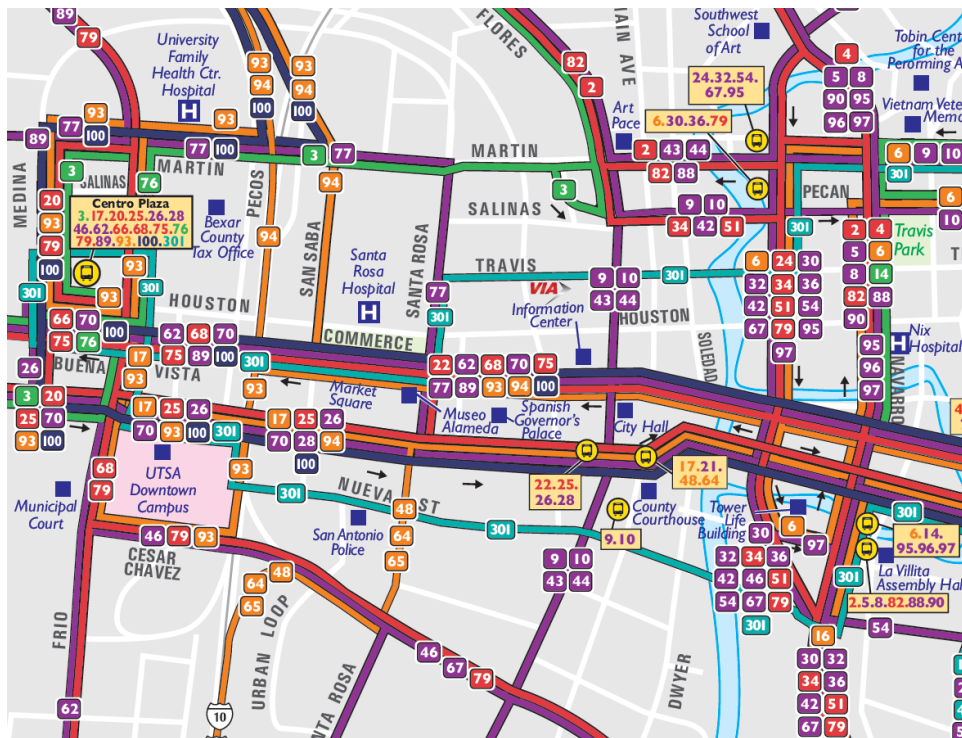 89
79
University
Family
Health Ctr.
Hospital
H
93
94
100
93
94
100
FLORES
82
2
MAIN AVE
Southwest
School
of Art
4
5 8
90 95
96 97
Tobin Cent
for the
Peroming A
Vietnam Vete
Memo
24.32.54.
67.95
Art
Pace
6.30.36.79
93
93
89
77
100
77 100
MARTIN
3 77
MARTIN
2 43 44
82 88
6 9 10
301
MEDINA
3
SALINAS
76
PECOS
94
SAN SABA
SANTA ROSA
3
SALINAS
PECAN
9 10
34 42 51
301
6
10
20
93
79
100
301
Centro Plaza
3.17.20.25.26.28
46.62.66.68.75.76
79.89.93.100.301
Bexar
County
Tax Office
94
93
301
93
Santa
Rosa
Hospital
H
TRAVIS
77
301
9 10
43 44
301
VIA
Information
Center
HOUSTON
6 24 30
32 34 36
42 51 54
67 79 95
97
2 4
5 6
8 14
82 88
90
Travis
Park
T
95
96
97
H
Nix
Hospital
NAVARRO
SOLEDAD
HOUSTON
COMMERCE
66 70
75 76
100
62 68 70
75 89 100
301
BUENA
VISTA
26
17
93
93
22 62 68 70 75
77 89 93 94 100
Market
Square
Museo
Alameda
Spanish
Governor's
Palace
City Hall
3 20
25 70
93 100
17 25 26
70 93 100
301
17 25 26
70 28 94
100
4
68
79
UTSA
Downtown
Campus
93
301
NUEVA ST
48
64
65
22.25.
26.28
17.21.
48.64
Municipal
Court
San Antonio
Police
301
County
Courthouse
9.10
Tower
Life
Building
6
97
301
6.14.
95.96.97
La Villita
Assembly Hal
2.5.8.82.88.90
46 79 93
CESAR
CHAVEZ
9 10
43 44
30
32 34 36
42 46 51
54 67 79
301
301
54
FRIO
64
48
65
URBAN LOOP
46
67
79
16
30 32
34 36
42 51
67 79
DWYER
62
10